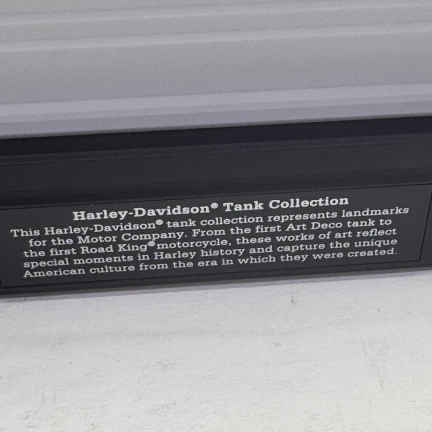 Harley-Davidson® Tank Collection
This Harley-Davidson® tank collection represents landmarks
for the Motor Company. From the first Art Deco tank to
the first Road King® motorcycle, these works of art reflect
special moments in Harley history and capture the unique
American culture from the era in which they were created.